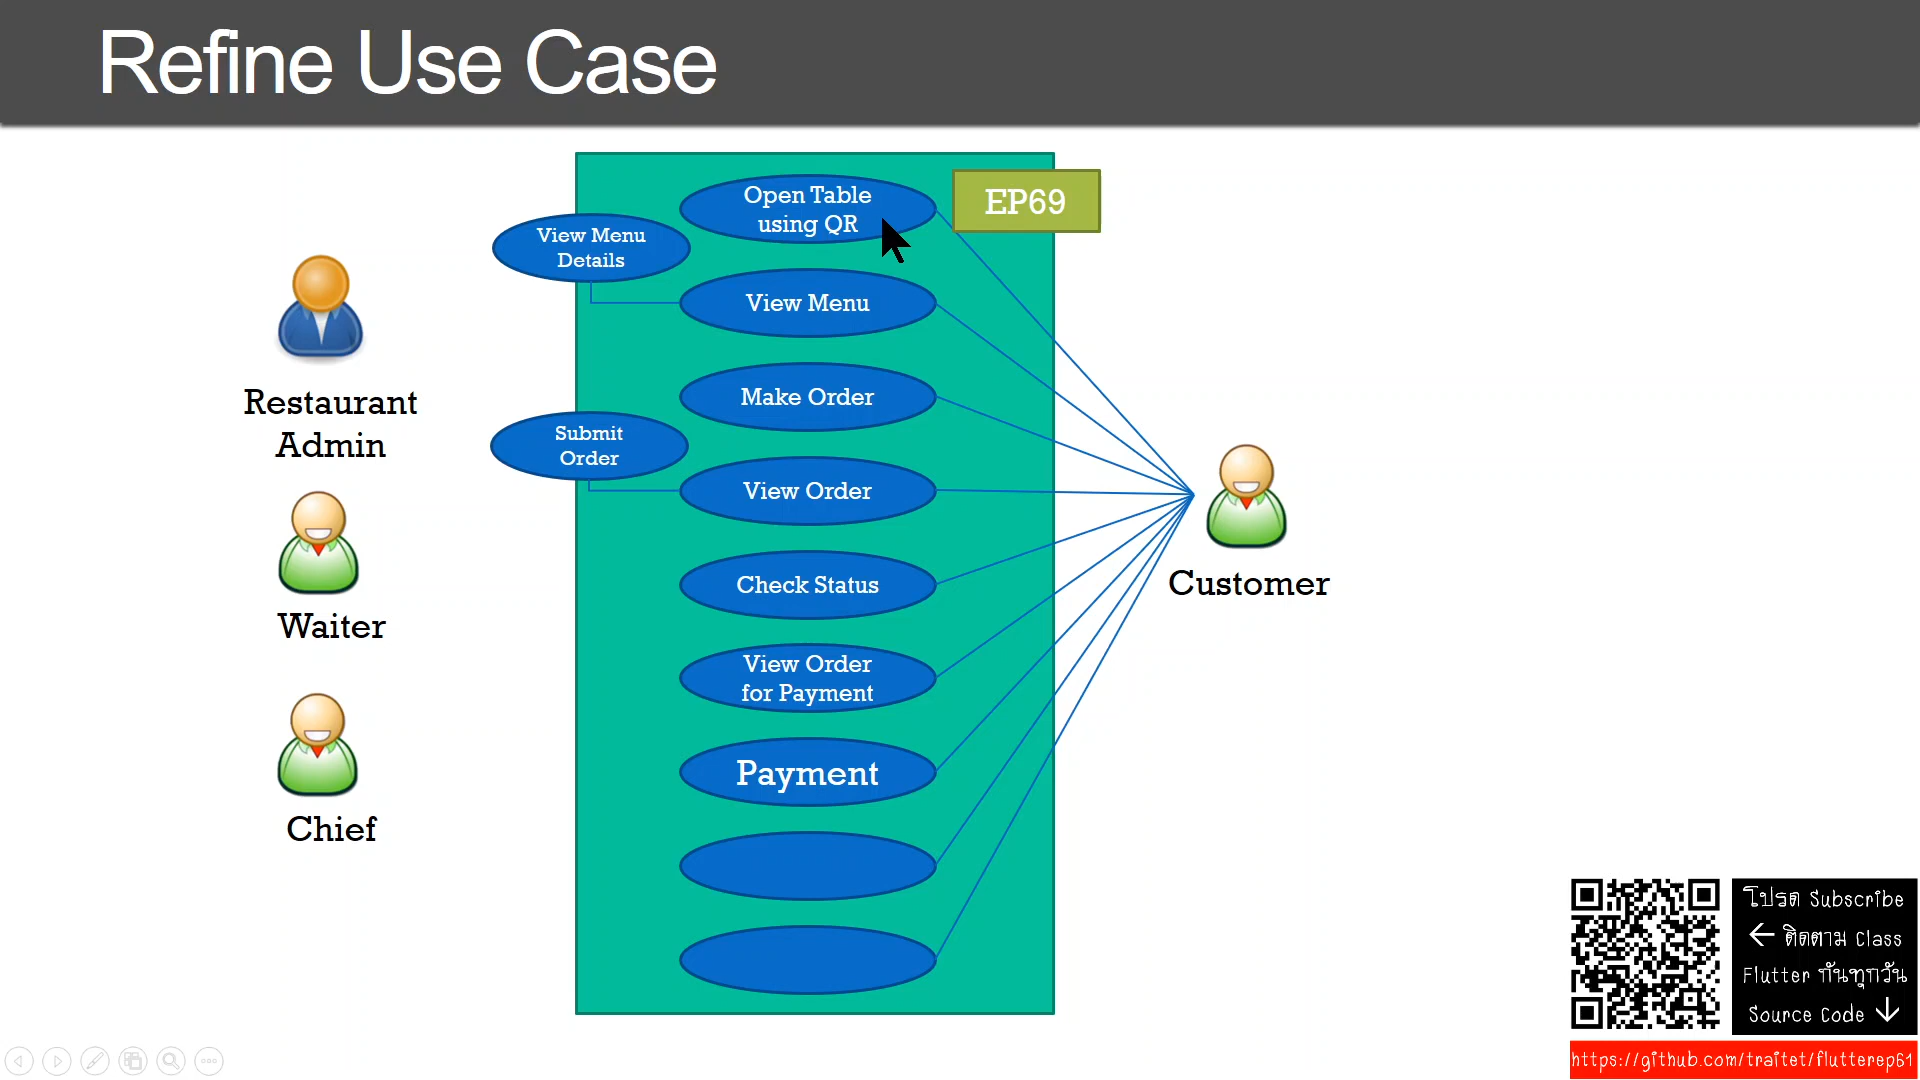 Refine Use Case
Open Table
using QR
EP69
View Menu
Details
View Menu
Restaurant
Admin
Make Order
Submit
Order
View Order
Customer
Check Status
Waiter
View Order
for Payment
Payment
Chief
โปรด Subscribe
← ติดตาม Class
Flutter กันทุกวัน
Source Code ↓
https://github.com/traitet/flutterep61